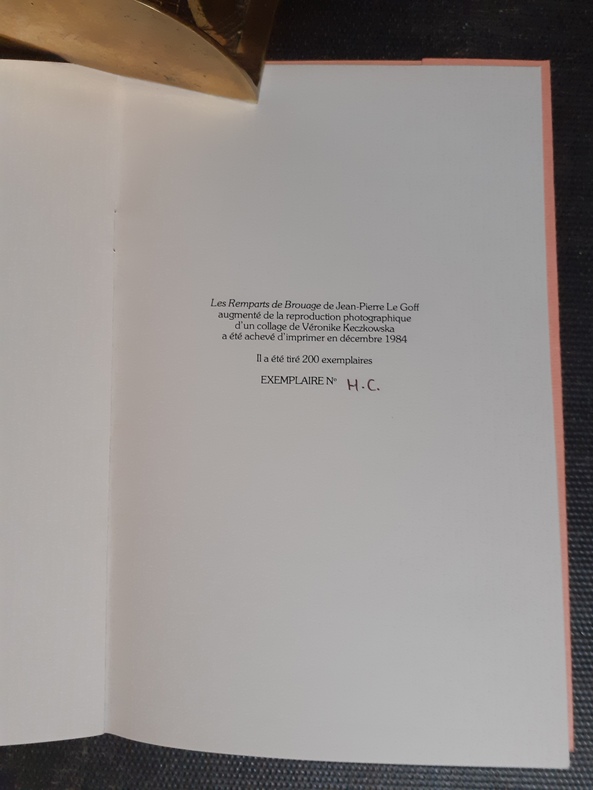 Les Remparts de Brouage de Jean-Pierre Le Goff
augmenté de la reproduction photographique
d'un collage de Véronike Keczkowska
a été achevé d'imprimer en décembre 1984
Il a été tiré 200 exemplaires
EXEMPLAIRE N° H.C.